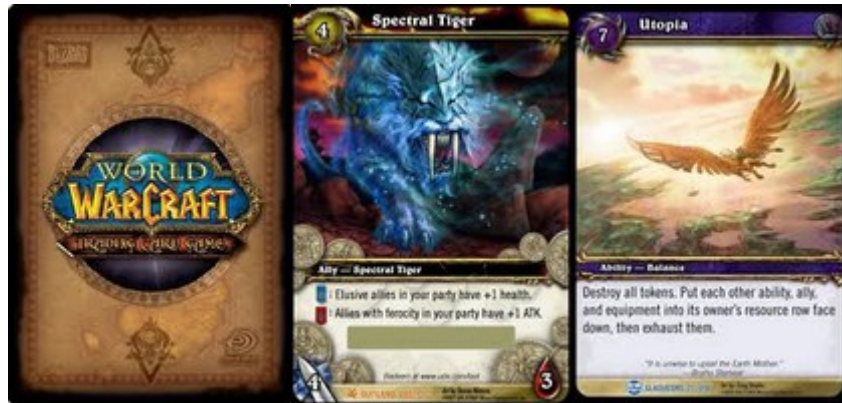 WORLD
WARCRAFT
TRADING CARD GAME
4
Spectral Tiger
Ally — Spectral Tiger
: Elusive allies in your party have +1 health.
: Allies with ferocity in your party have +1 ATK.
4
3
7
Utopia
Ability — Balance
Destroy all tokens. Put each other ability, ally,
and equipment into its owner's resource row face
down, then exhaust them.
"It is unwise to upset the Earth Mother."